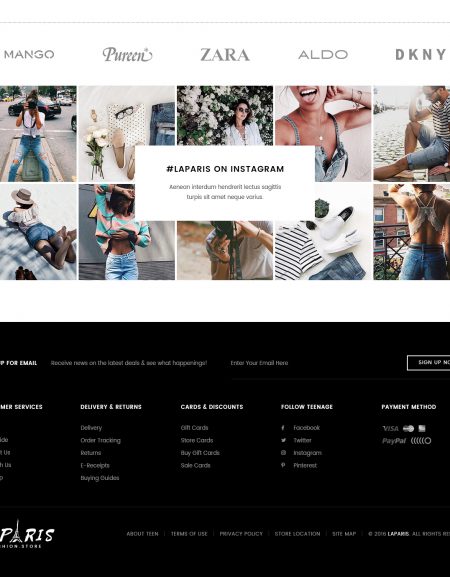 MANGO Pureen ZARA ALDO DKNY
#LAPARIS ON INSTAGRAM
Aenean interdum hendrerit lectus sagittis
turpis sit amet neque varius.
UP FOR EMAIL Receive news on the latest deals & see what happenings! Enter Your Email Here SIGN UP NO
MER SERVICES
DELIVERY & RETURNS
Delivery
Order Tracking
Returns
E-Receipts
Buying Guides
CARDS & DISCOUNTS
Gift Cards
Store Cards
Buy Gift Cards
Sale Cards
FOLLOW TEENAGE
Facebook
Twitter
Instagram
Pinterest
PAYMENT METHOD
VISA
PayPal
PARIS
HION.STORE
ABOUT TEEN | TERMS OF USE | PRIVACY POLICY | STORE LOCATION | SITE MAP | © 2016 LAPARIS. ALL RIGHTS RES